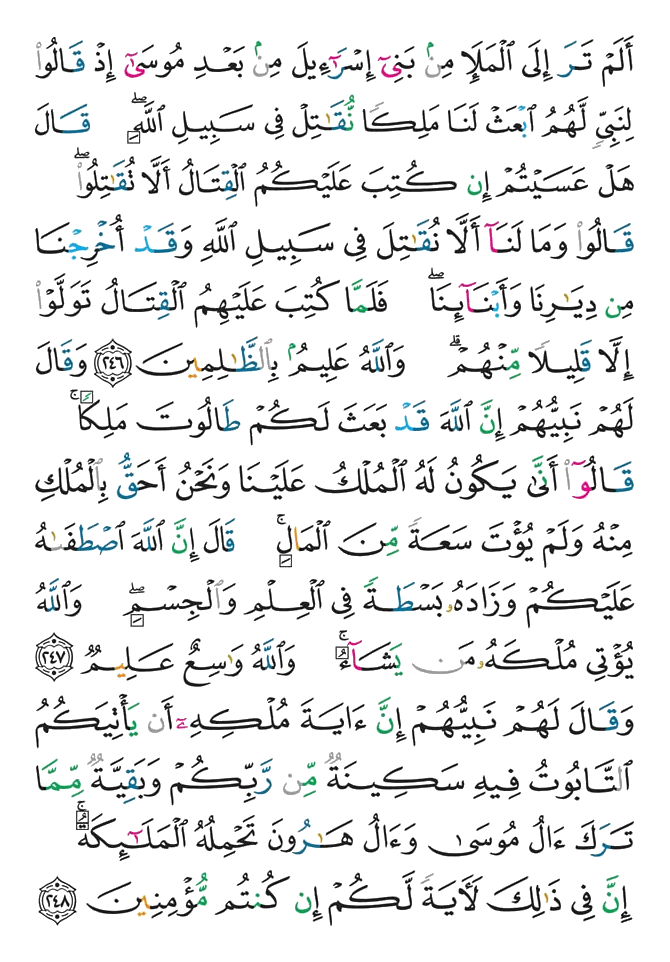 أَلَمْ تَرَ إِلَى ٱلْمَلَإِ مِنۢ بَنِىٓ إِسْرَٰٓءِيلَ مِنۢ بَعْدِ مُوسَىٰٓ إِذْ قَالُوا۟
لِنَبِىٍّ لَّهُمُ ٱبْعَثْ لَنَا مَلِكًا نُّقَـٰتِلْ فِى سَبِيلِ ٱللَّهِ ۖ قَالَ
هَلْ عَسَيْتُمْ إِن كُتِبَ عَلَيْكُمُ ٱلْقِتَالُ أَلَّا تُقَـٰتِلُوا۟ ۖ
قَالُوا۟ وَمَا لَنَآ أَلَّا نُقَـٰتِلَ فِى سَبِيلِ ٱللَّهِ وَقَدْ أُخْرِجْنَا
مِن دِيَـٰرِنَا وَأَبْنَآئِنَا ۖ فَلَمَّا كُتِبَ عَلَيْهِمُ ٱلْقِتَالُ تَوَلَّوْا۟
إِلَّا قَلِيلًا مِّنْهُمْ ۗ وَٱللَّهُ عَلِيمٌۢ بِٱلظَّـٰلِمِينَ ٢٤٦ وَقَالَ
لَهُمْ نَبِيُّهُمْ إِنَّ ٱللَّهَ قَدْ بَعَثَ لَكُمْ طَالُوتَ مَلِكًا ۚ
قَالُوٓا۟ أَنَّىٰ يَكُونُ لَهُ ٱلْمُلْكُ عَلَيْنَا وَنَحْنُ أَحَقُّ بِٱلْمُلْكِ
مِنْهُ وَلَمْ يُؤْتَ سَعَةً مِّنَ ٱلْمَالِ ۚ قَالَ إِنَّ ٱللَّهَ ٱصْطَفَىٰهُ
عَلَيْكُمْ وَزَادَهُۥ بَسْطَةً فِى ٱلْعِلْمِ وَٱلْجِسْمِ ۖ وَٱللَّهُ
يُؤْتِى مُلْكَهُۥ مَن يَشَآءُ ۚ وَٱللَّهُ وَٰسِعٌ عَلِيمٌ ٢٤٧
وَقَالَ لَهُمْ نَبِيُّهُمْ إِنَّ ءَايَةَ مُلْكِهِۦٓ أَن يَأْتِيَكُمُ
ٱلتَّابُوتُ فِيهِ سَكِينَةٌ مِّن رَّبِّكُمْ وَبَقِيَّةٌ مِّمَّا
تَرَكَ ءَالُ مُوسَىٰ وَءَالُ هَـٰرُونَ تَحْمِلُهُ ٱلْمَلَـٰٓئِكَةُ ۚ
إِنَّ فِى ذَٰلِكَ لَـَٔايَةً لَّكُمْ إِن كُنتُم مُّؤْمِنِينَ ٢٤٨